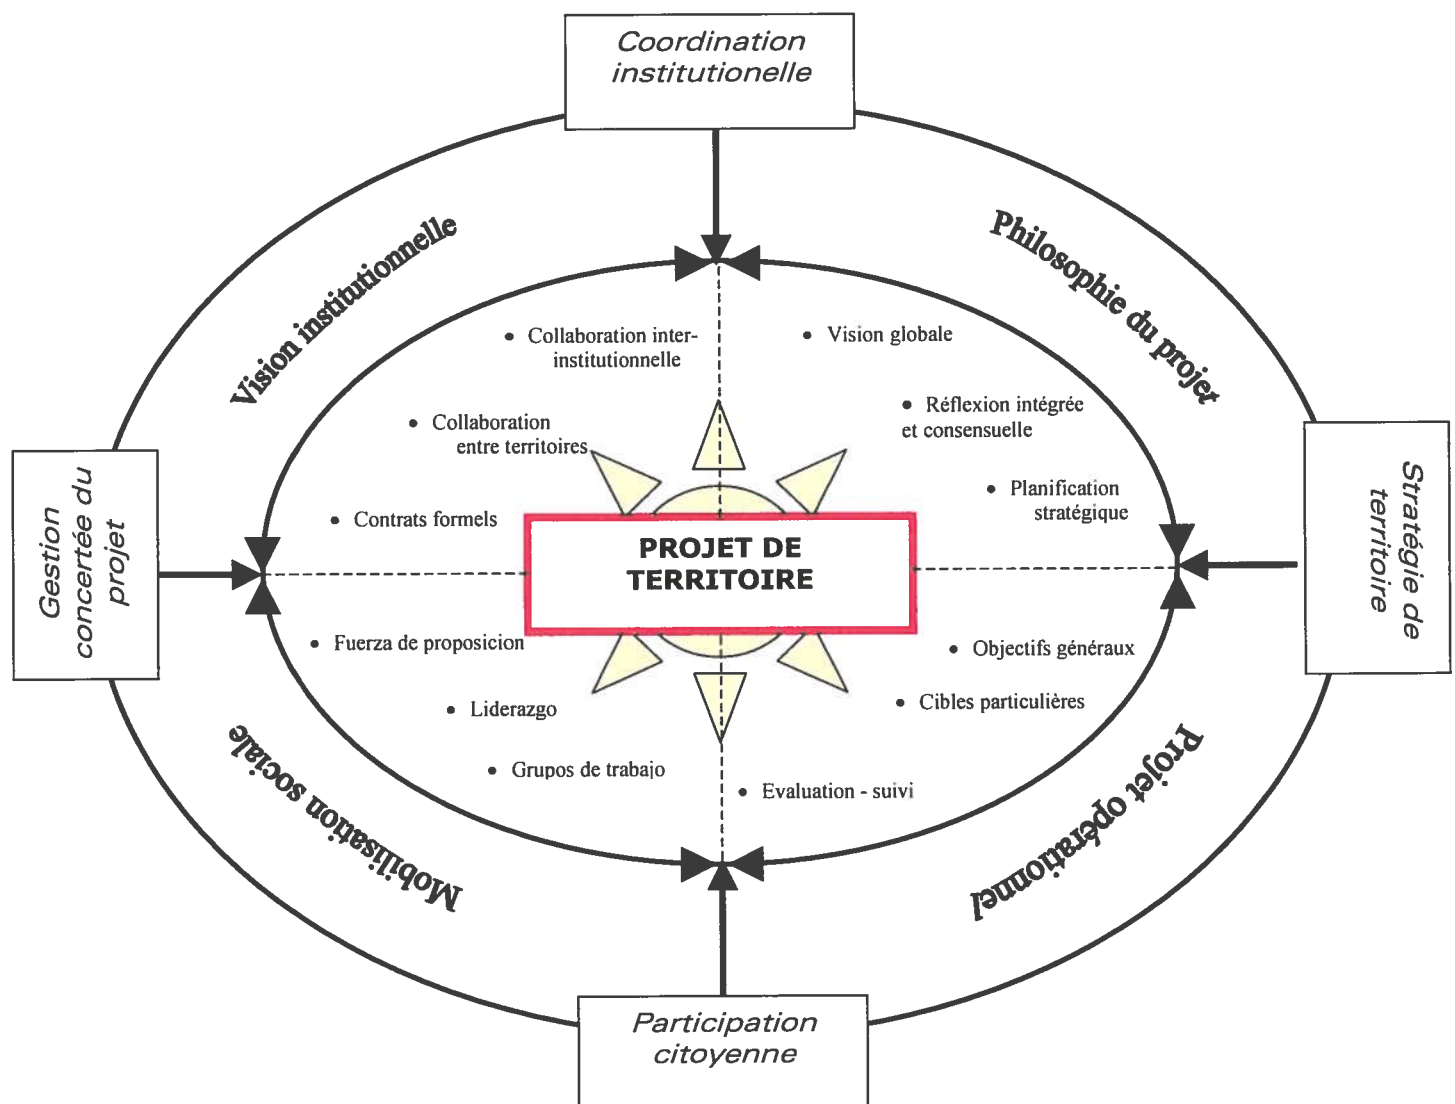 Coordination
institutionelle
Vision institutionnelle
Philosophie du projet
• Collaboration inter-
institutionnelle
• Vision globale
• Collaboration
entre territoires
• Réflexion intégrée
et consensuelle
• Contrats formels
• Planification
stratégique
Gestion
concertée du
projet
PROJET DE
TERRITOIRE
Stratégie de
territoire
• Fuerza de proposicion
• Objectifs généraux
• Liderazgo
• Cibles particulières
• Grupos de trabajo
• Evaluation - suivi
Mobilisation sociale
Projet opérationnel
Participation
citoyenne